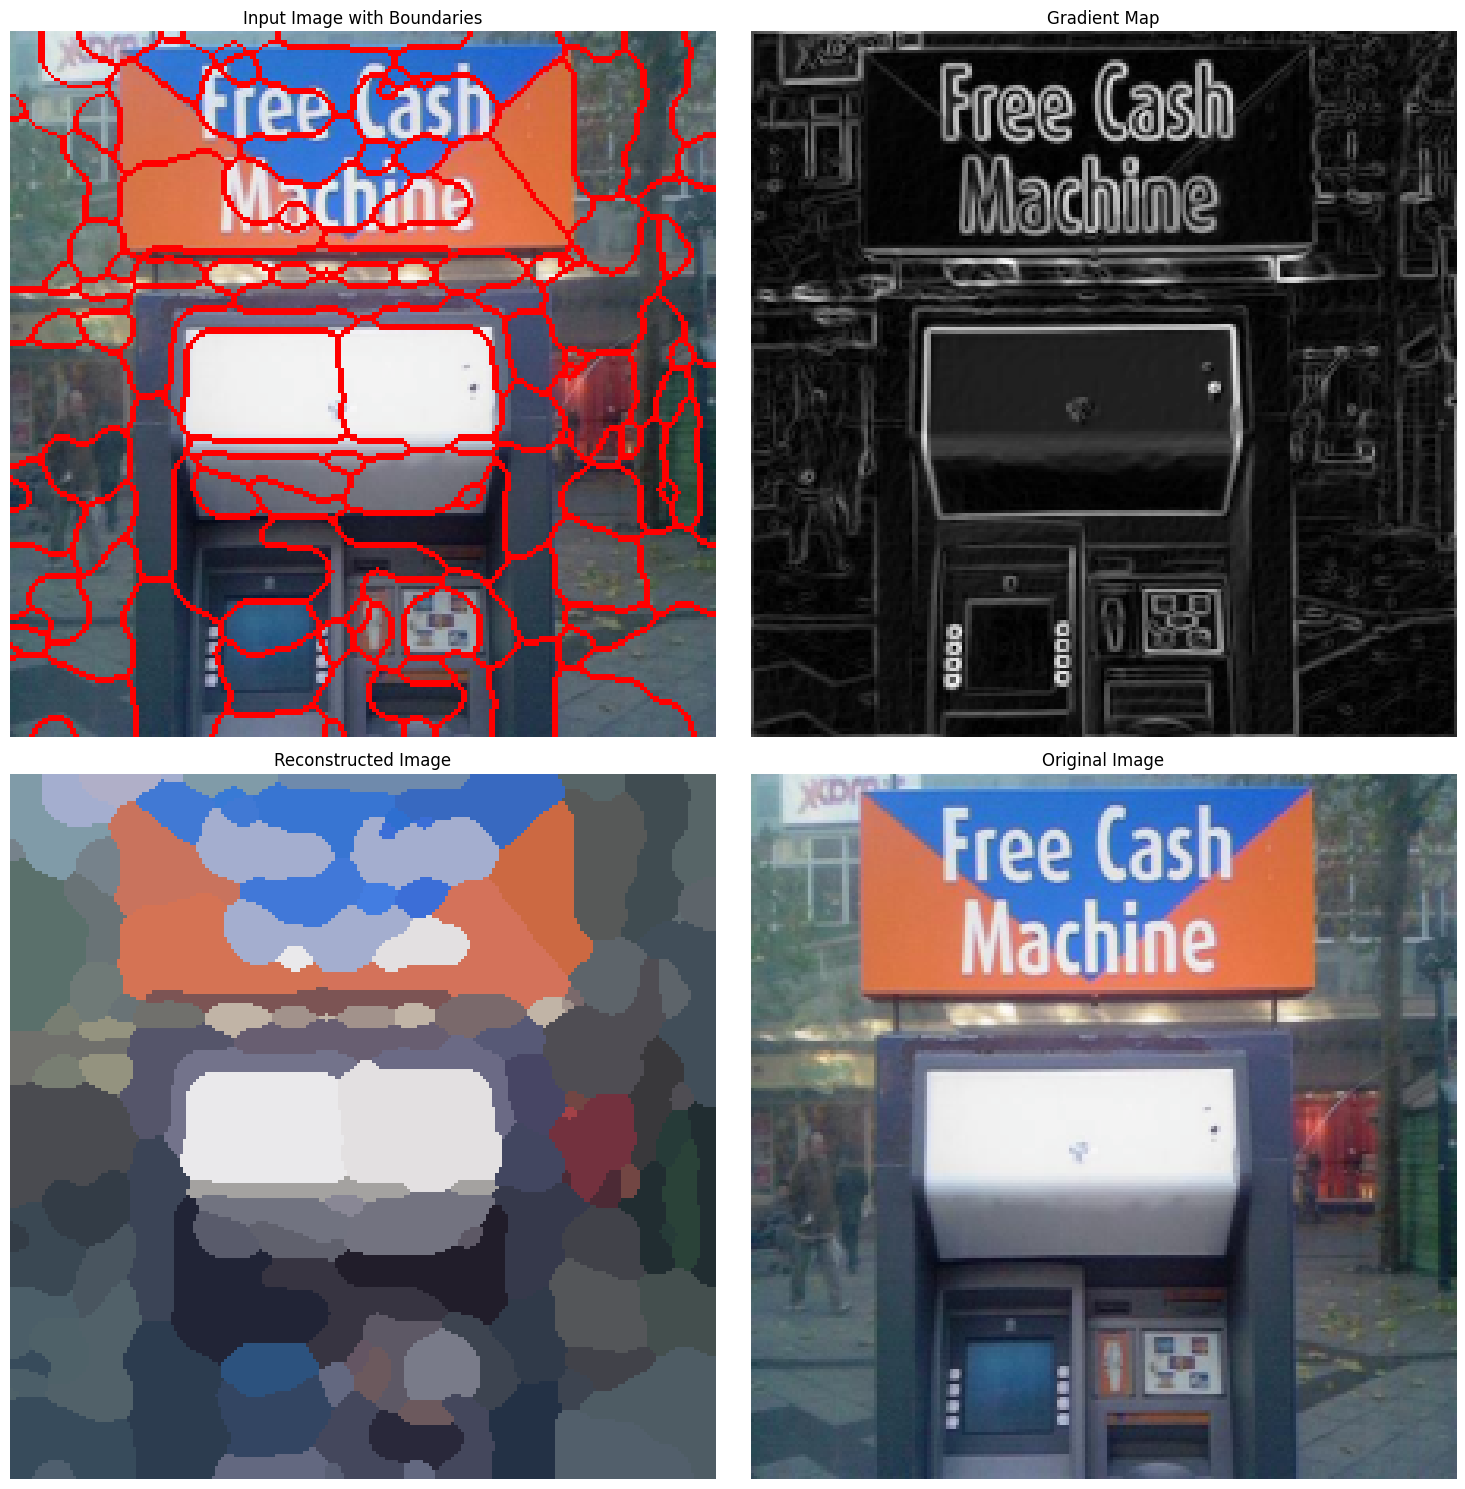 Input Image with Boundaries
Gradient Map
Free Cash
Machine
Free Cash
Machine
Reconstructed Image
Original Image
Free Cash
Machine